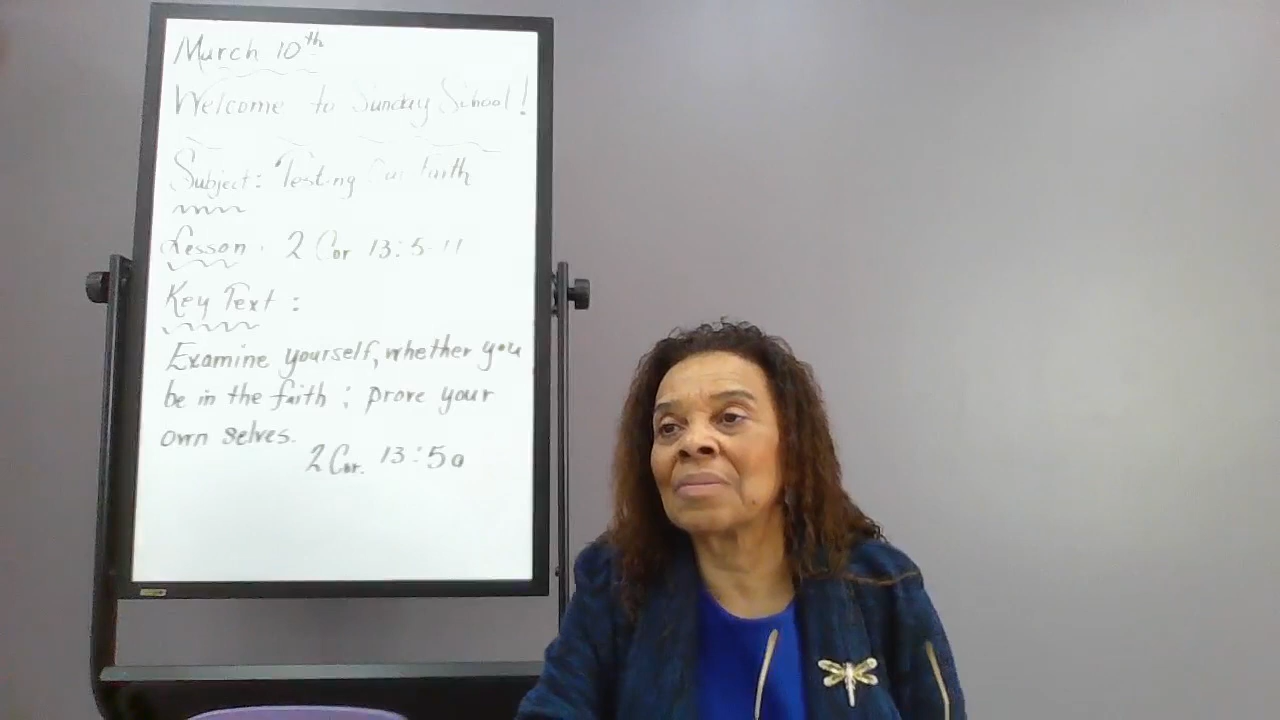 March 10th
Welcome to Sunday School!
Subject: Testing Our Faith
Lesson: 2 Cor 13:5-11
Key Text:
Examine yourself, whether you
be in the faith; prove your
own selves.
2 Cor. 13:5a